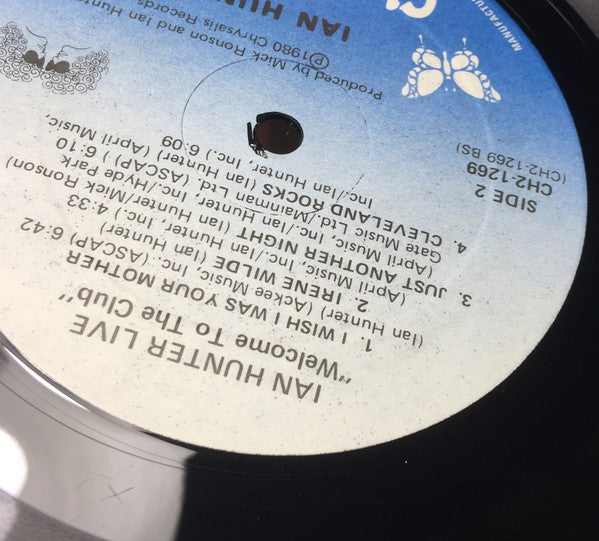 IAN HUNTER LIVE
"Welcome To The Club"
1. I WISH I WAS YOUR MOTHER
(Ian Hunter) (Ackee Music, Inc. (ASCAP) 6:42
2. IRENE WILDE (Ian Hunter)
(April Music, Inc./Ian Hunter, Inc.) 4:33
3. JUST ANOTHER NIGHT (Ian Hunter/Mick Ronson)
(April Music, Inc./Ian Hunter, Inc./Hyde Park
Gate Music Ltd./Mainman Ltd. (ASCAP)) 6:10
4. CLEVELAND ROCKS (Ian Hunter) (April Music,
Inc./Ian Hunter, Inc.) 6:09
SIDE 2
CH2-1269
(CH2-1269 BS)
Produced by Mick Ronson and Ian Hunter
℗1980 Chrysalis Records
IAN HUN
MANUFACTU